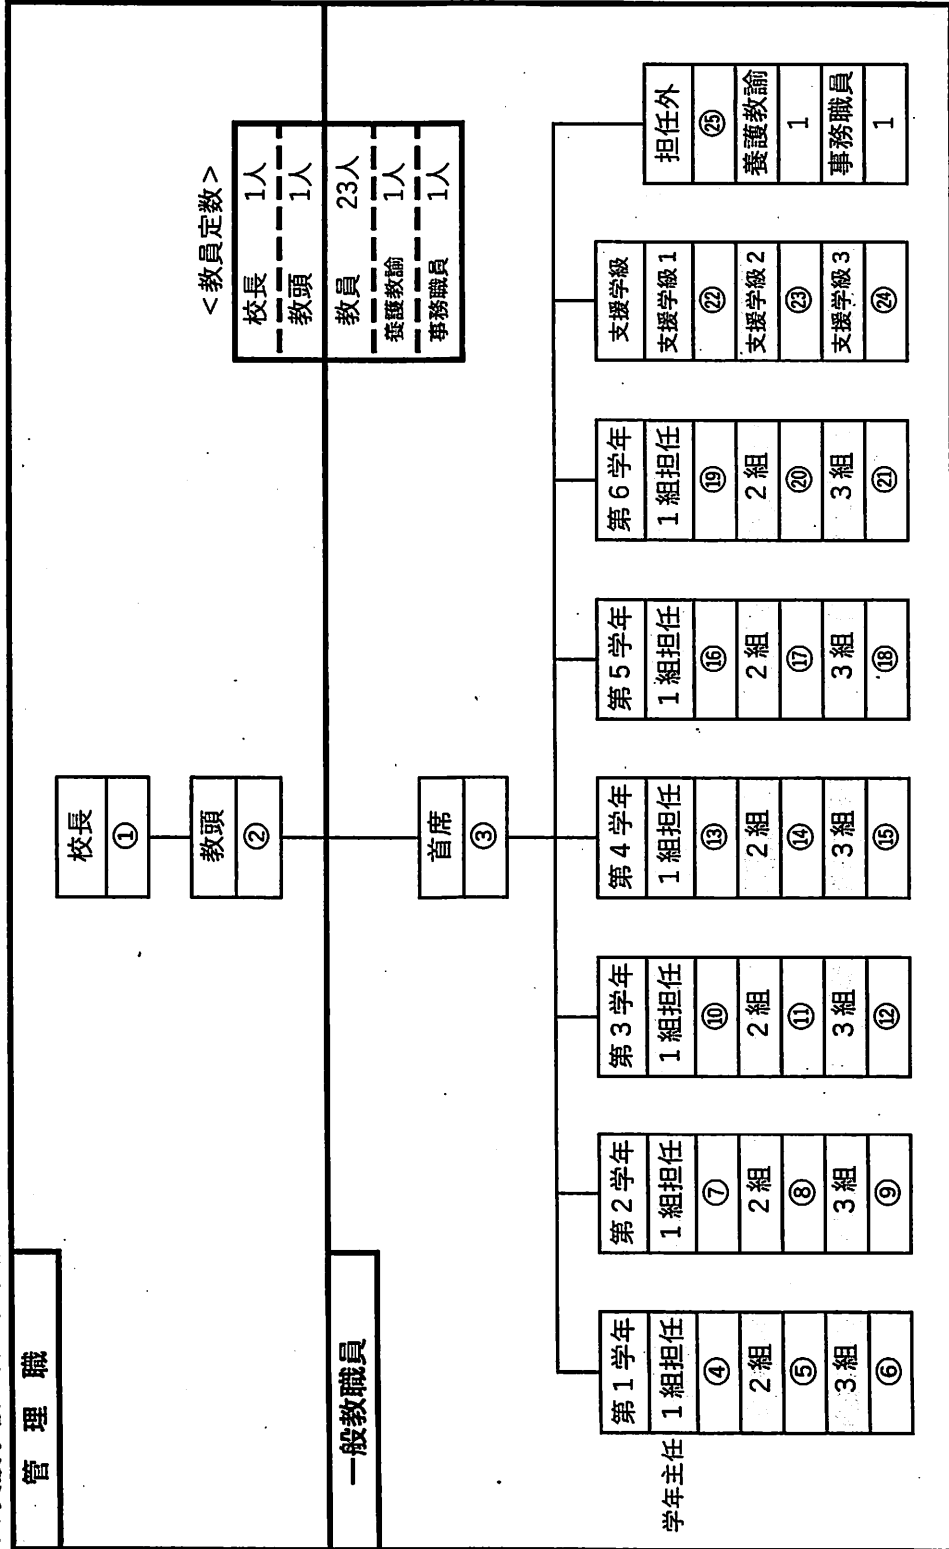 管理職
校長
①
教頭
②
<教員定数>
校長 1人
教頭 1人
教員 23人
養護教諭 1人
事務職員 1人
一般教職員
首席
③
学年主任
第1学年
1組担任
④
2組
⑤
3組
⑥
第2学年
1組担任
⑦
2組
⑧
3組
⑨
第3学年
1組担任
⑩
2組
⑪
3組
⑫
第4学年
1組担任
⑬
2組
⑭
3組
⑮
第5学年
1組担任
⑯
2組
⑰
3組
⑱
第6学年
1組担任
⑲
2組
⑳
3組
㉑
支援学級
支援学級1
㉒
支援学級2
㉓
支援学級3
㉔
担任外
㉕
養護教諭
1
事務職員
1